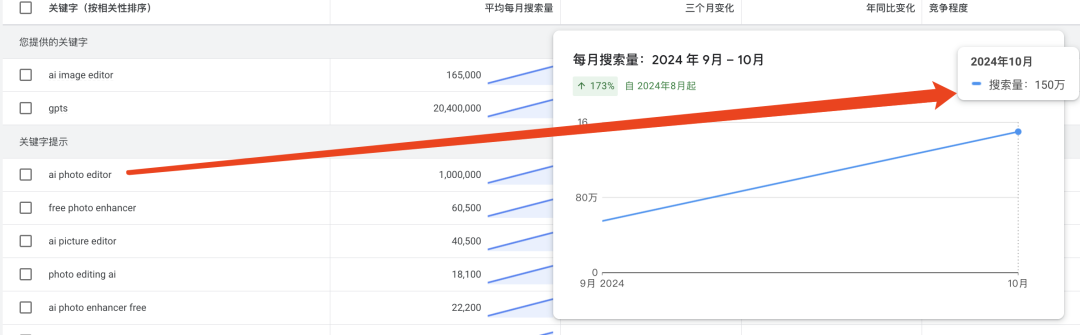 关键字（按相关性排序） 平均每月搜索量 三个月变化 年同比变化 竞争程度
您提供的关键字
ai image editor 165,000
gpts 20,400,000
关键字提示
ai photo editor 1,000,000
free photo enhancer 60,500
ai picture editor 40,500
photo editing ai 18,100
ai photo enhancer free 22,200
每月搜索量：2024 年 9月 – 10月
↑ 173% 自 2024年8月起
2024年10月
搜索量：150万
16
80万
0
9月 2024 10月